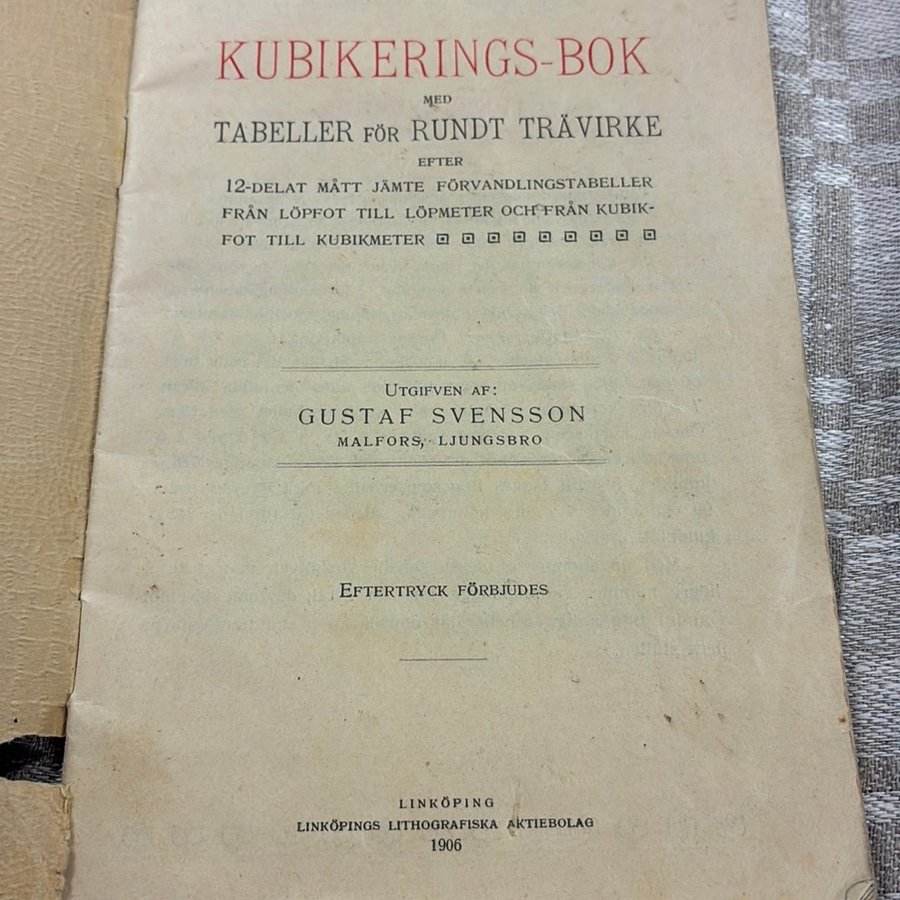 KUBIKERINGS-BOK
MED
TABELLER FÖR RUNDT TRÄVIRKE
EFTER
12-DELAT MÅTT JÄMTE FÖRVANDLINGSTABELLER
FRÅN LÖPFOT TILL LÖPMETER OCH FRÅN KUBIK-
FOT TILL KUBIKMETER
UTGIFVEN AF:
GUSTAF SVENSSON
MALFORS, LJUNGSBRO
EFTERTRYCK FÖRBJUDES
LINKÖPING
LINKÖPINGS LITHOGRAFISKA AKTIEBOLAG
1906